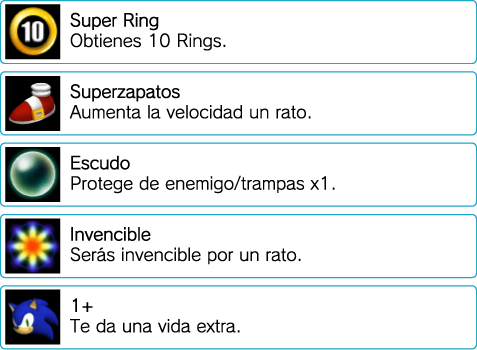 10
Super Ring
Obtienes 10 Rings.
Superzapatos
Aumenta la velocidad un rato.
Escudo
Protege de enemigo/trampas x1.
Invencible
Serás invencible por un rato.
1+
Te da una vida extra.